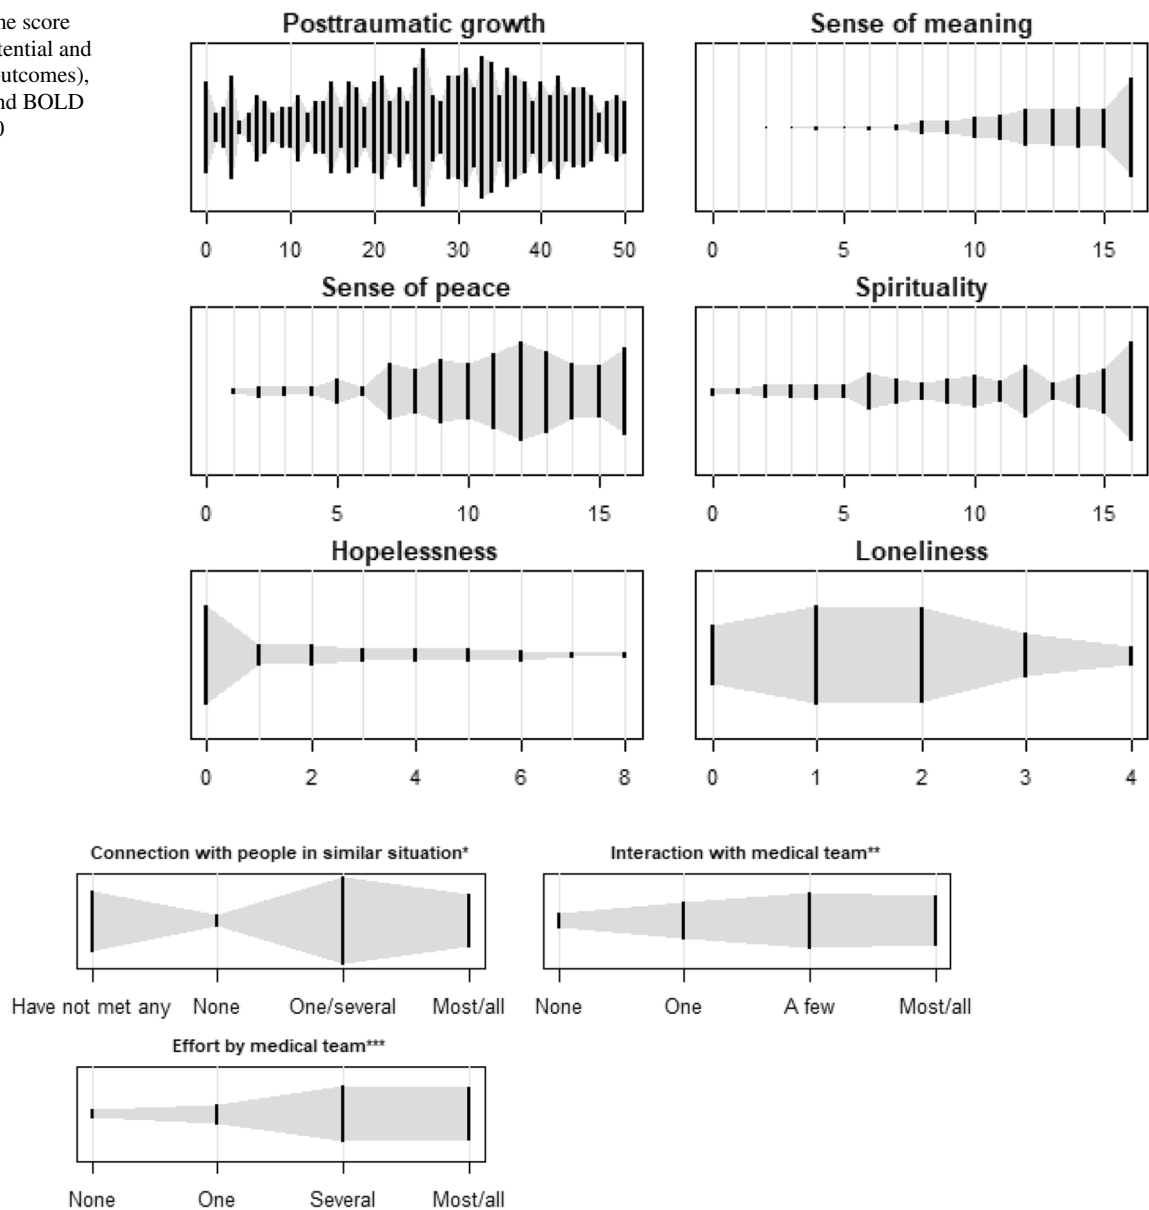 ne score
tential and
utcomes),
nd BOLD
0
Posttraumatic growth
0 10 20 30 40 50
Sense of meaning
0 5 10 15
Sense of peace
0 5 10 15
Spirituality
0 5 10 15
Hopelessness
0 2 4 6 8
Loneliness
0 1 2 3 4
Connection with people in similar situation*
Have not met any None One/several Most/all
Interaction with medical team**
None One A few Most/all
Effort by medical team***
None One Several Most/all